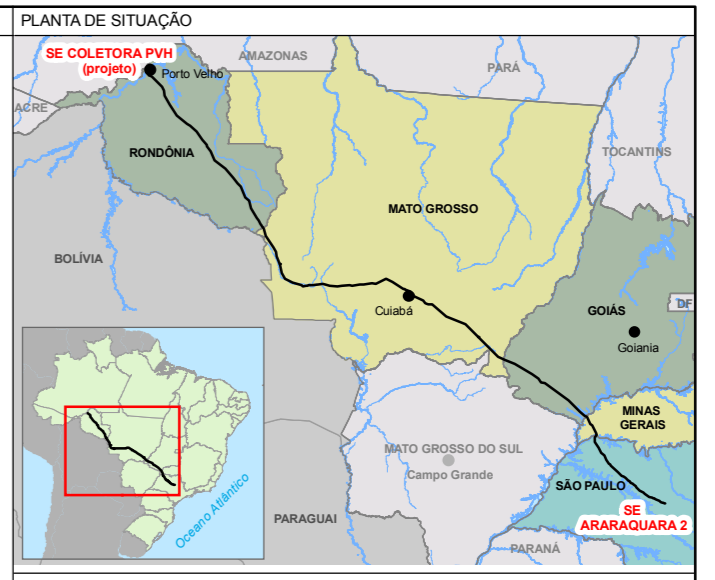 PLANTA DE SITUAÇÃO
SE COLETORA PVH
(projeto)
Porto Velho
AMAZONAS
PARÁ
ACRE
RONDÔNIA
TOCANTINS
MATO GROSSO
BOLÍVIA
Cuiabá
GOIÁS
DF
Goiania
MINAS
GERAIS
MATO GROSSO DO SUL
Campo Grande
SÃO PAULO
SE
ARARAQUARA 2
PARAGUAI
PARANÁ
Oceano Atlântico